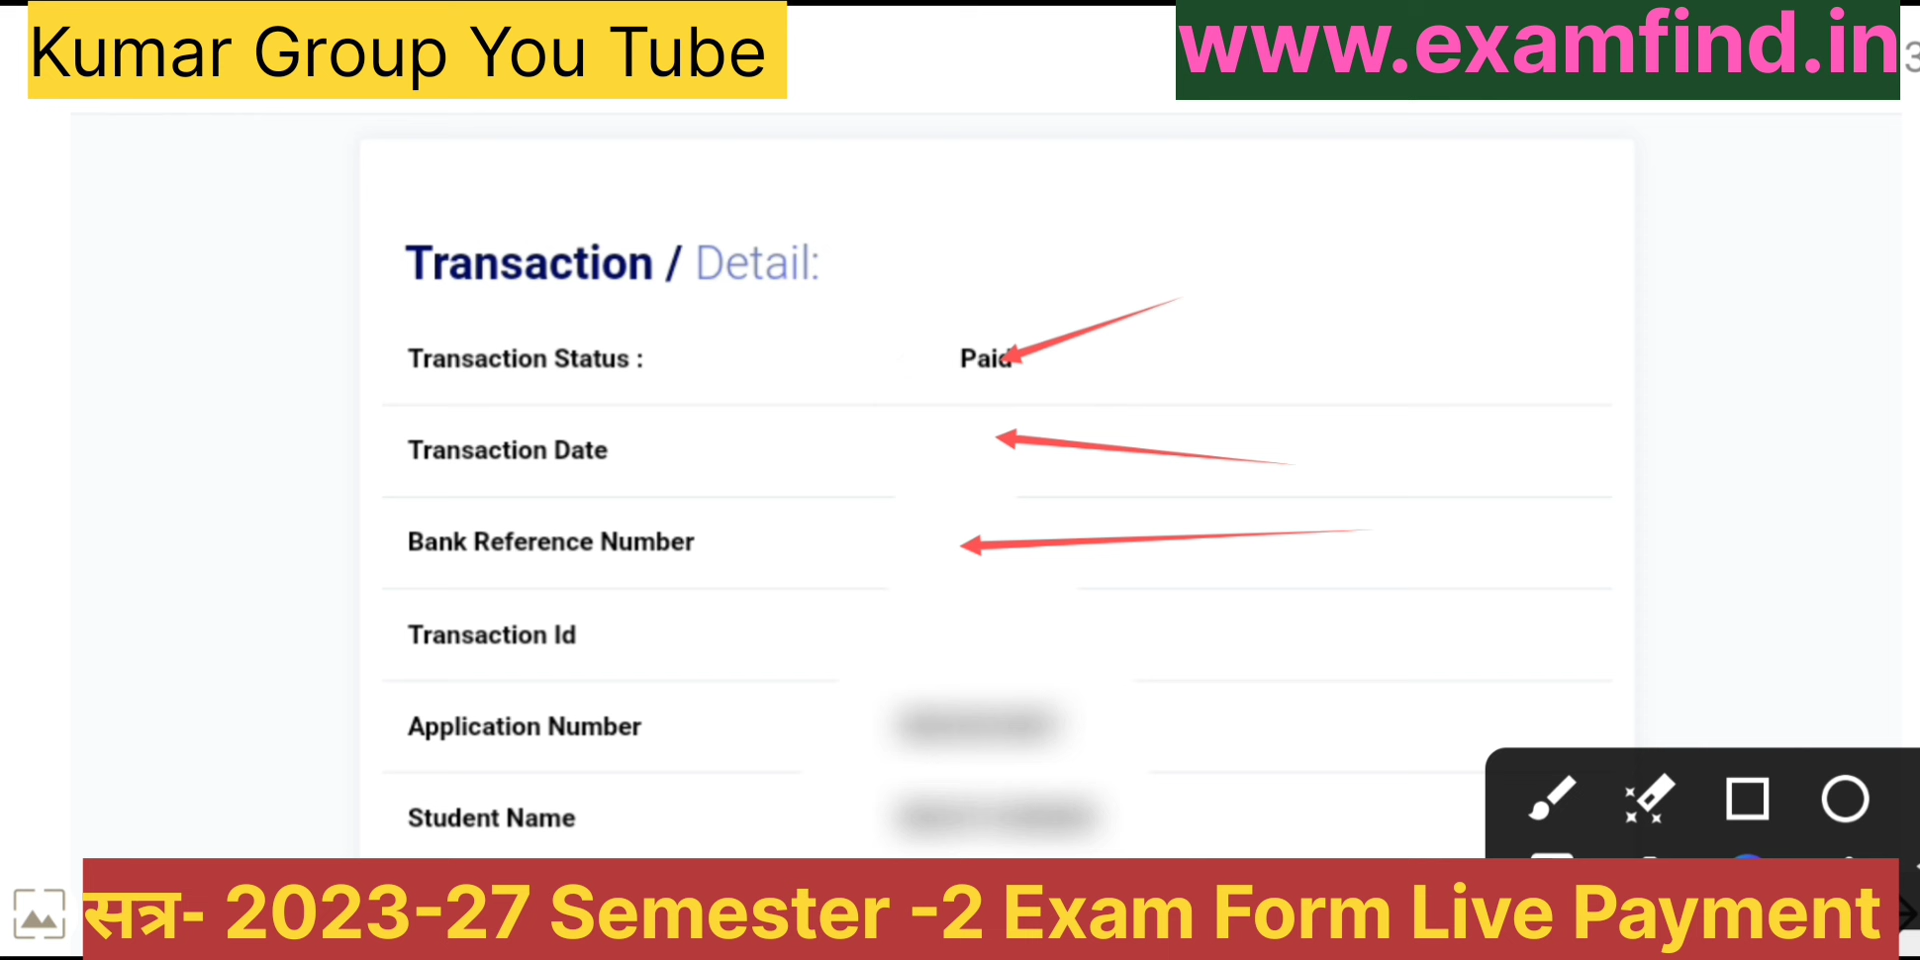 Kumar Group You Tube
www.examfind.in
3
Transaction / Detail:
Transaction Status : Paid
Transaction Date
Bank Reference Number
Transaction Id
Application Number
Student Name
सत्र- 2023-27 Semester -2 Exam Form Live Payment